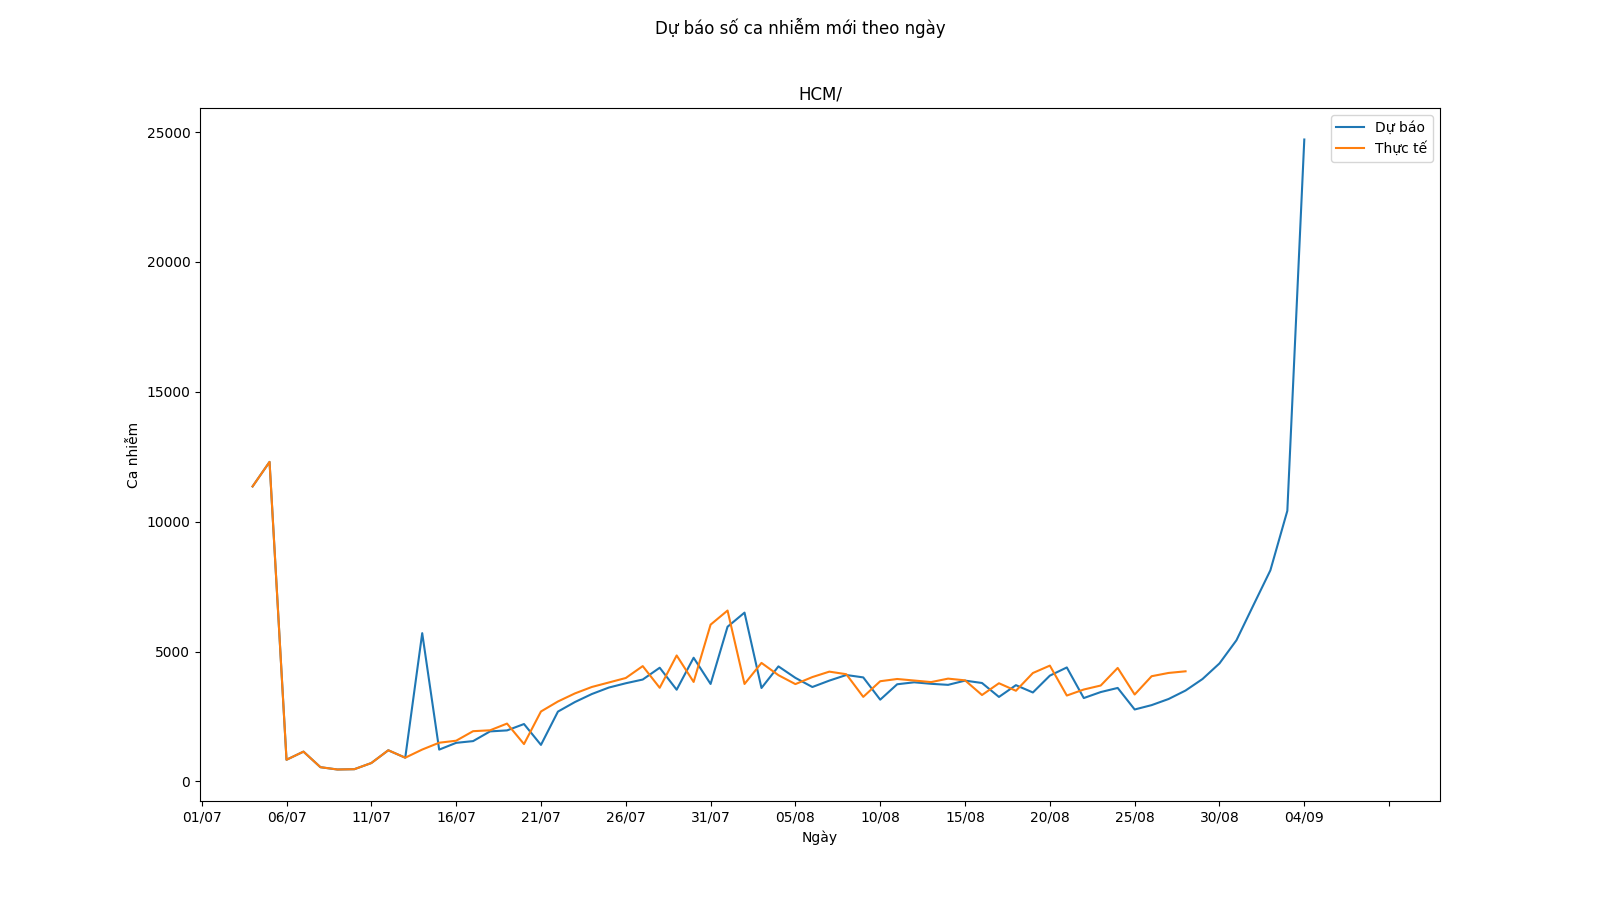 Dự báo số ca nhiễm mới theo ngày
HCM/
Dự báo
Thực tế
25000
20000
15000
10000
5000
0
Ca nhiễm
01/07 06/07 11/07 16/07 21/07 26/07 31/07 05/08 10/08 15/08 20/08 25/08 30/08 04/09
Ngày